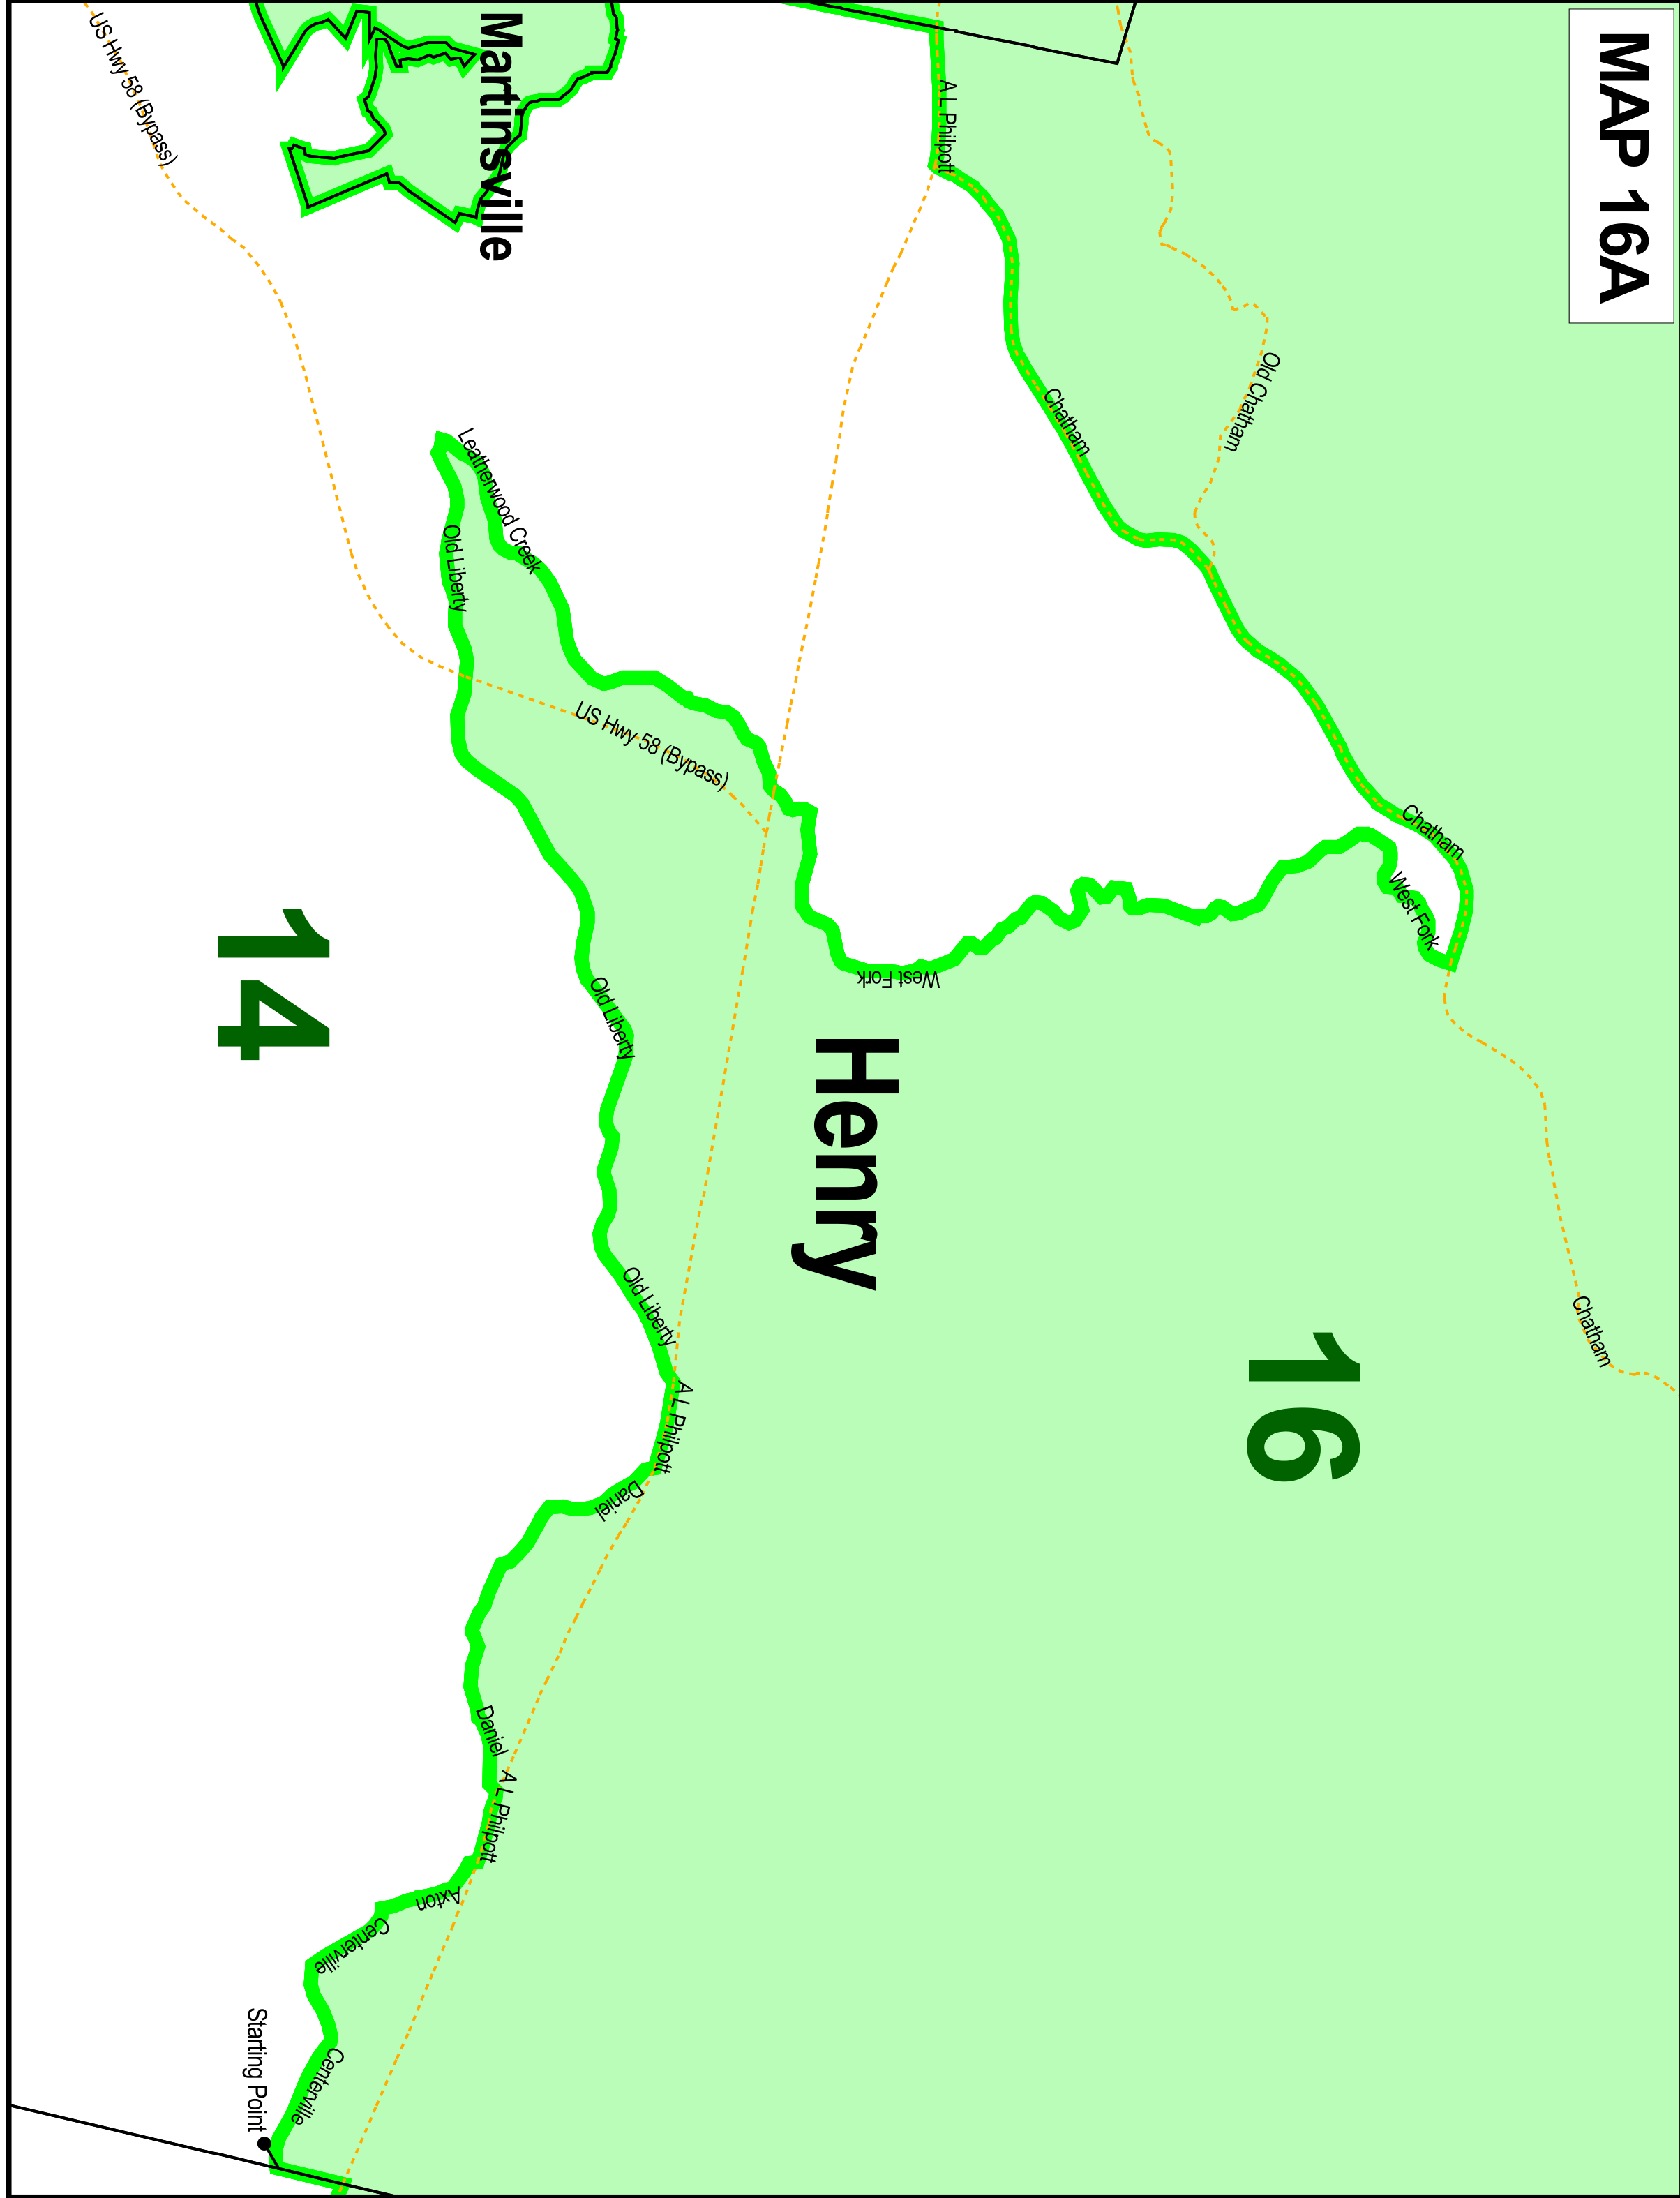 MAP 16A
Martinsville
US Hwy 58 (Bypass)
A L Philpott
Chatham
Old Chatham
Leatherwood Creek
Old Liberty
US Hwy 58 (Bypass)
Chatham
West Fork
West Fork
14
Old Liberty
Henry
16
Chatham
Old Liberty
A L Philpott
Daniel
Daniel
A L Philpott
Axton
Centerville
Centerville
Starting Point